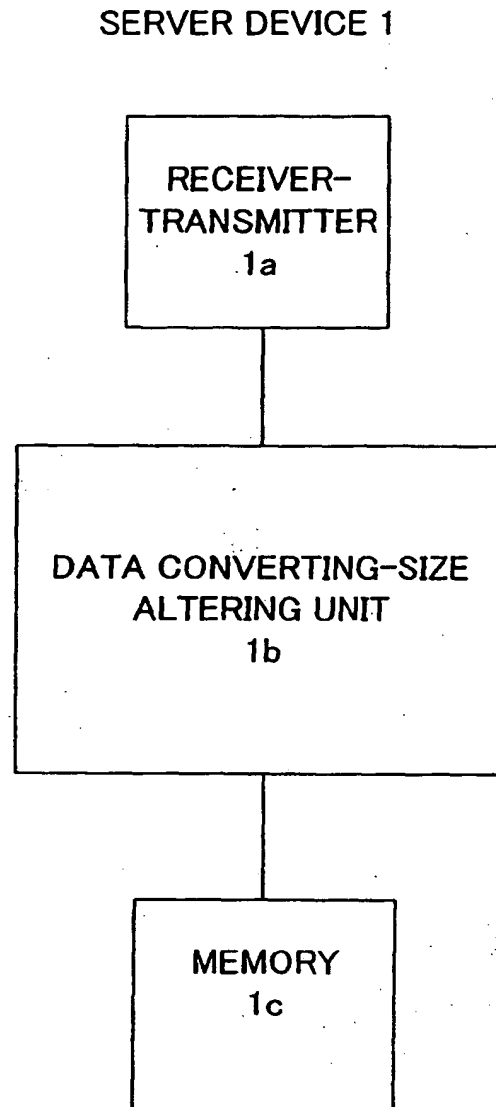 SERVER DEVICE 1
RECEIVER-
TRANSMITTER
1a
DATA CONVERTING-SIZE
ALTERING UNIT
1b
MEMORY
1c